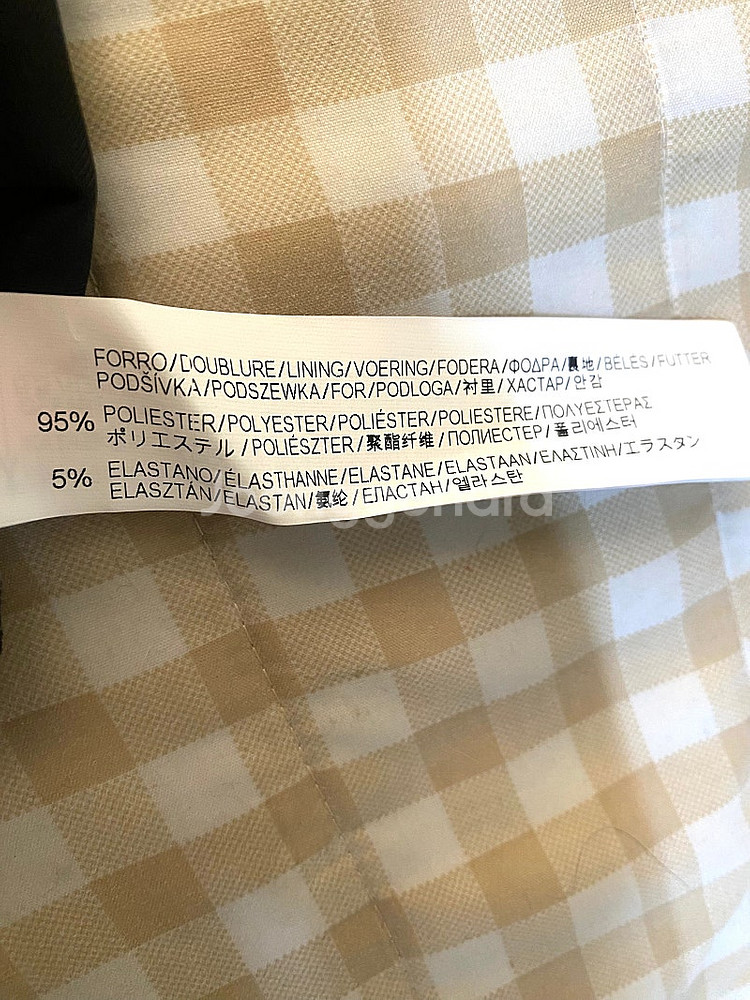 FORRO/DOUBLURE/LINING/VOERING/FODERA/ΦΟΔΡΑ/裏地/BÉLÉS/FUTTER
PODŠÍVKA/PODSZEWKA/FOR/PODLOGA/衬里/ХАСТАР/안감
95% POLIESTER/POLYESTER/POLIÉSTER/POLIESTERE/ΠΟΛΥΕΣΤΕΡΑΣ
ポリエステル/POLIÉSZTER/聚酯纤维/ПОЛИЕСТЕР/폴리에스터
5% ELASTANO/ÉLASTHANNE/ELASTANE/ELASTAAN/ΕΛΑΣΤΙΝΗ/エラスタン
ELASZTÁN/ELASTAN/氨纶/ЕЛАСТАН/엘라스탄